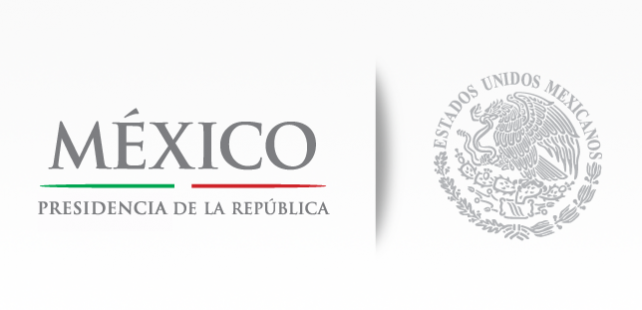 MÉXICO
PRESIDENCIA DE LA REPÚBLICA
ESTADOS UNIDOS MEXICANOS